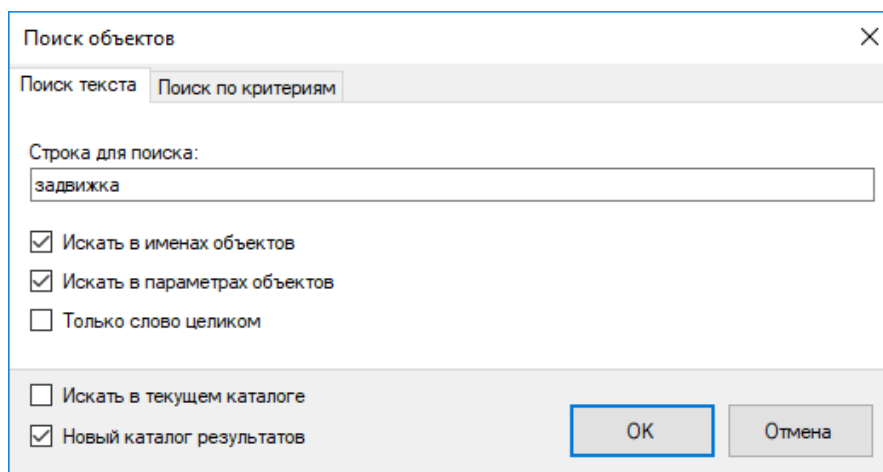 Поиск объектов
Поиск текста Поиск по критериям
Строка для поиска:
задвижка
Искать в именах объектов
Искать в параметрах объектов
Только слово целиком
Искать в текущем каталоге
Новый каталог результатов
OK Отмена